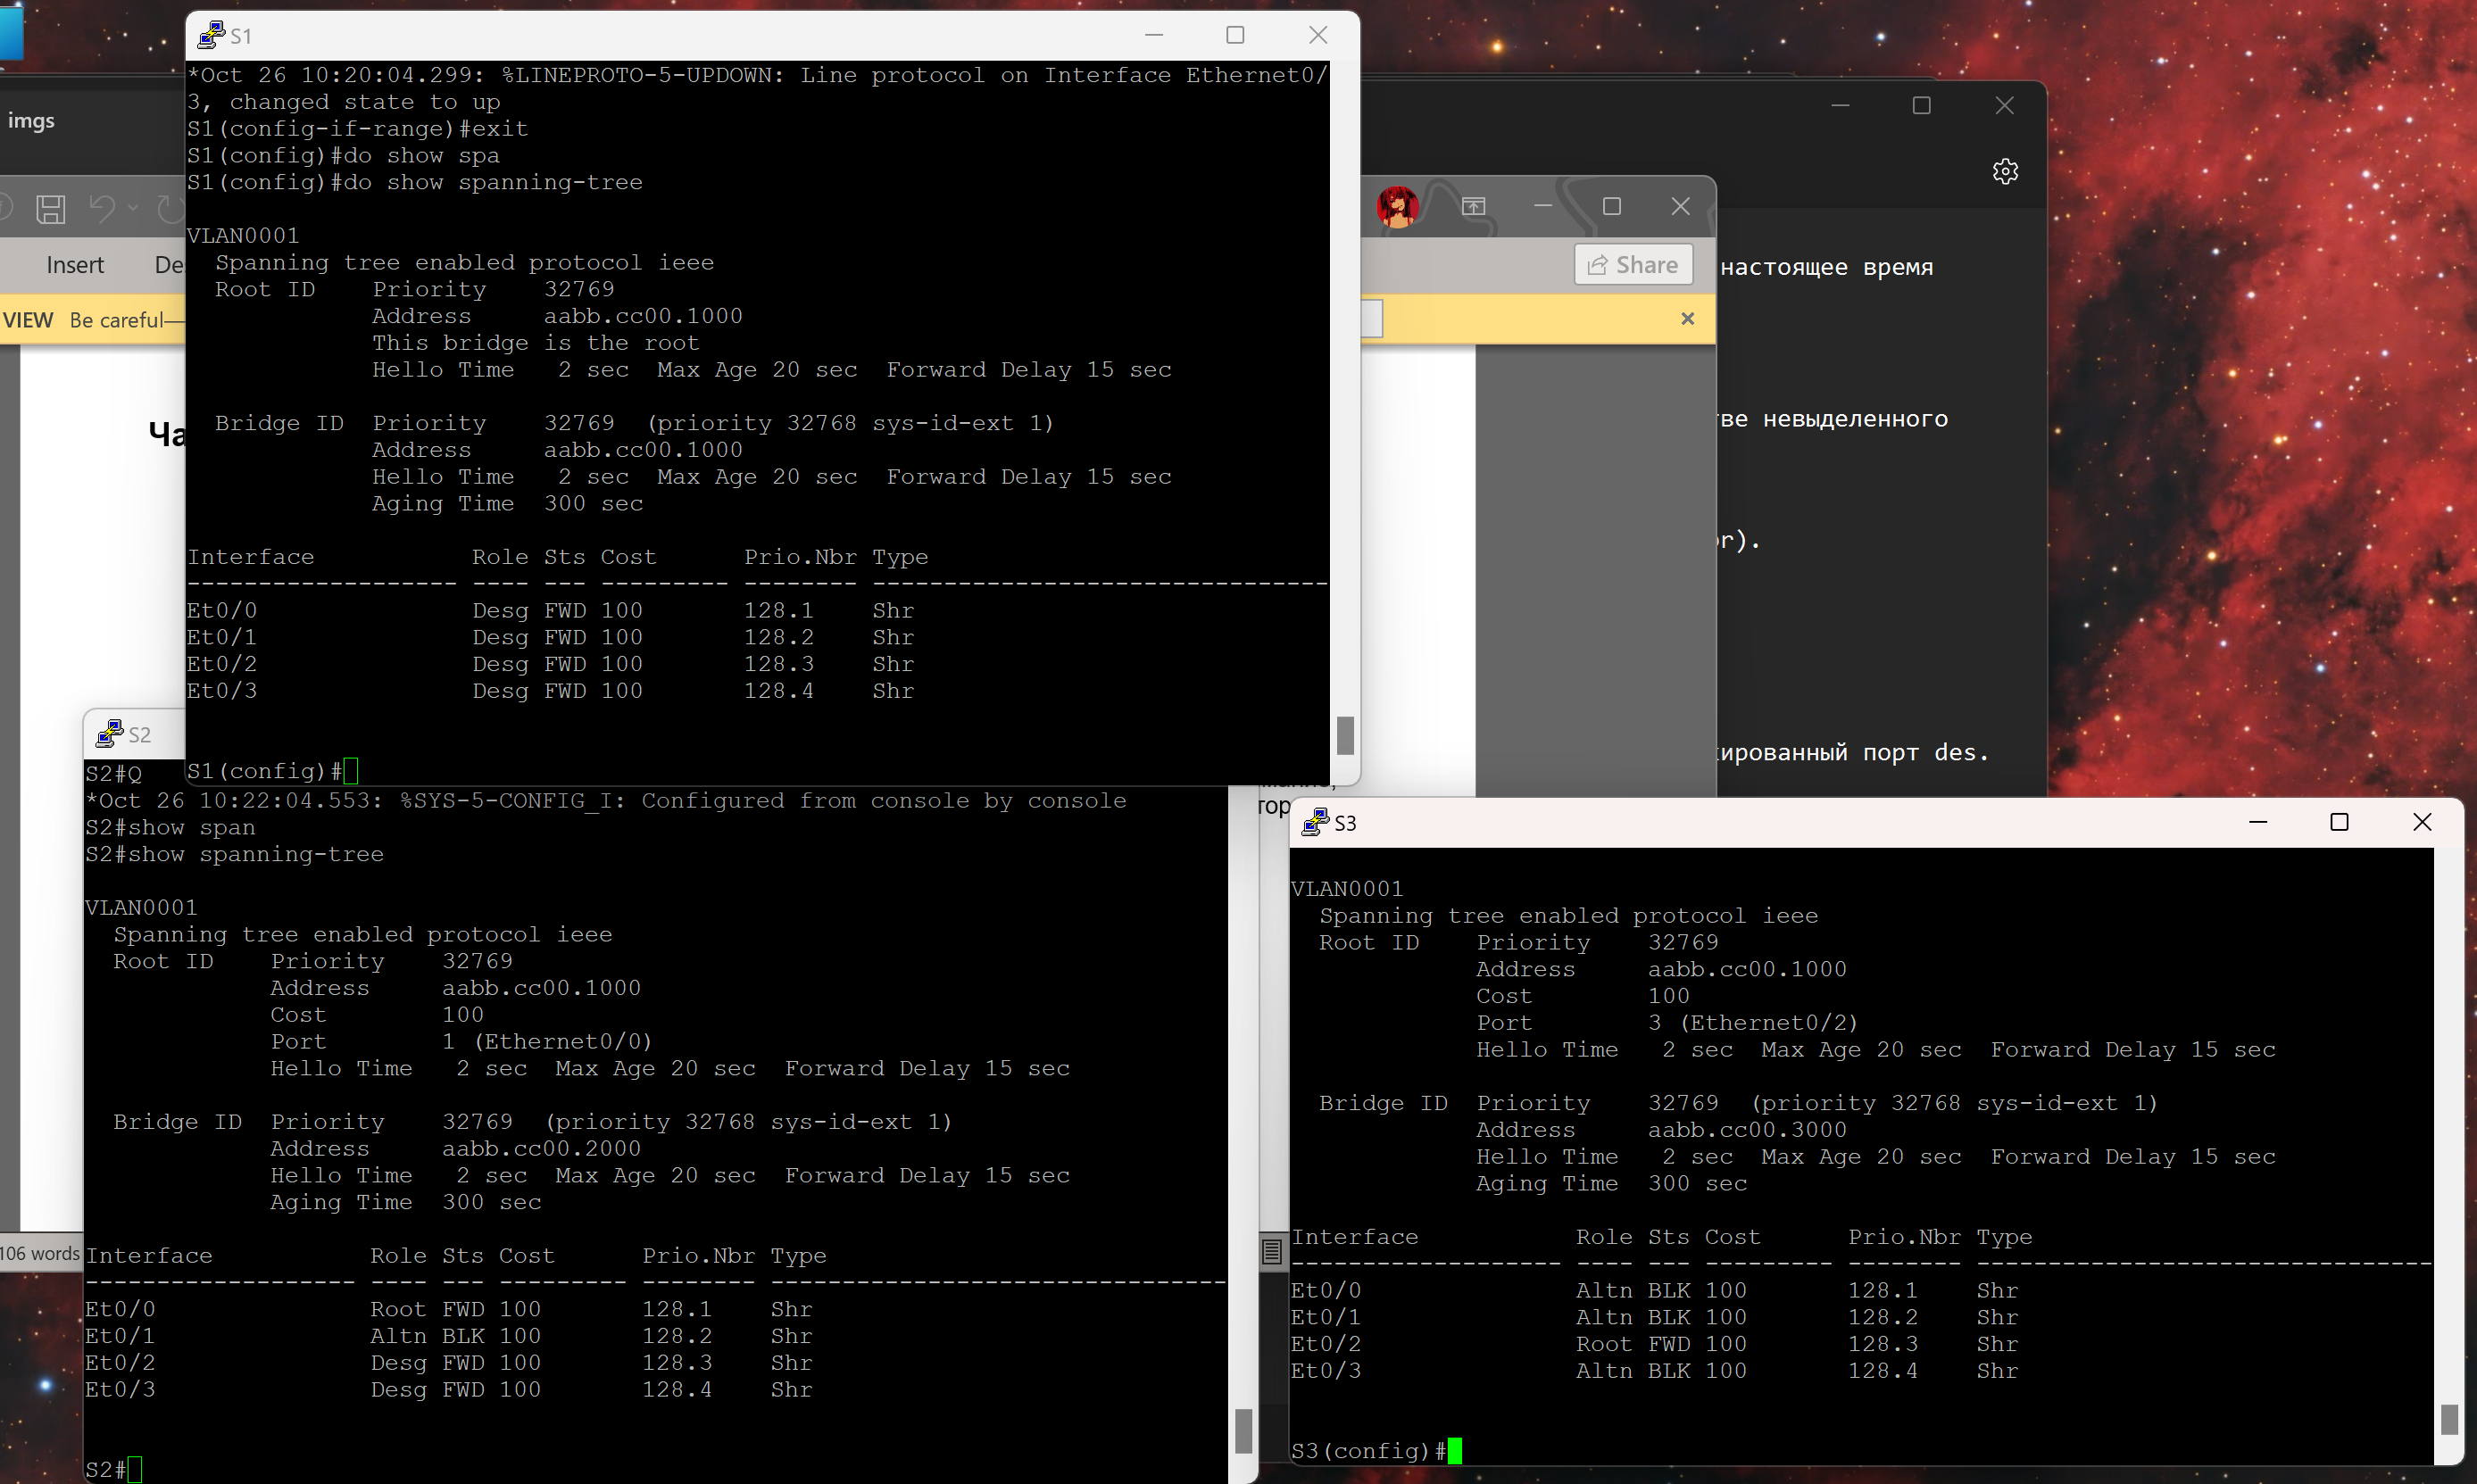 S1
*Oct 26 10:20:04.299: %LINEPROTO-5-UPDOWN: Line protocol on Interface Ethernet0/
3, changed state to up
S1(config-if-range)#exit
S1(config)#do show spa
S1(config)#do show spanning-tree
VLAN0001
Spanning tree enabled protocol ieee
Root ID Priority 32769
Address aabb.cc00.1000
This bridge is the root
Hello Time 2 sec Max Age 20 sec Forward Delay 15 sec
Bridge ID Priority 32769 (priority 32768 sys-id-ext 1)
Address aabb.cc00.1000
Hello Time 2 sec Max Age 20 sec Forward Delay 15 sec
Aging Time 300 sec
Interface Role Sts Cost Prio.Nbr Type
------------------- ---- --- --------- -------- --------------------------------
Et0/0 Desg FWD 100 128.1 Shr
Et0/1 Desg FWD 100 128.2 Shr
Et0/2 Desg FWD 100 128.3 Shr
Et0/3 Desg FWD 100 128.4 Shr
S1(config)#
imgs
Insert
VIEW Be careful—
Ча
106 words
Share
настоящее время
невыделенного
порт des.
S2
S2#Q
*Oct 26 10:22:04.553: %SYS-5-CONFIG_I: Configured from console by console
S2#show span
S2#show spanning-tree
VLAN0001
Spanning tree enabled protocol ieee
Root ID Priority 32769
Address aabb.cc00.1000
Cost 100
Port 1 (Ethernet0/0)
Hello Time 2 sec Max Age 20 sec Forward Delay 15 sec
Bridge ID Priority 32769 (priority 32768 sys-id-ext 1)
Address aabb.cc00.2000
Hello Time 2 sec Max Age 20 sec Forward Delay 15 sec
Aging Time 300 sec
Interface Role Sts Cost Prio.Nbr Type
------------------- ---- --- --------- -------- --------------------------------
Et0/0 Root FWD 100 128.1 Shr
Et0/1 Altn BLK 100 128.2 Shr
Et0/2 Desg FWD 100 128.3 Shr
Et0/3 Desg FWD 100 128.4 Shr
S2#
S3
VLAN0001
Spanning tree enabled protocol ieee
Root ID Priority 32769
Address aabb.cc00.1000
Cost 100
Port 3 (Ethernet0/2)
Hello Time 2 sec Max Age 20 sec Forward Delay 15 sec
Bridge ID Priority 32769 (priority 32768 sys-id-ext 1)
Address aabb.cc00.3000
Hello Time 2 sec Max Age 20 sec Forward Delay 15 sec
Aging Time 300 sec
Interface Role Sts Cost Prio.Nbr Type
------------------- ---- --- --------- -------- --------------------------------
Et0/0 Altn BLK 100 128.1 Shr
Et0/1 Altn BLK 100 128.2 Shr
Et0/2 Root FWD 100 128.3 Shr
Et0/3 Altn BLK 100 128.4 Shr
S3(config)#